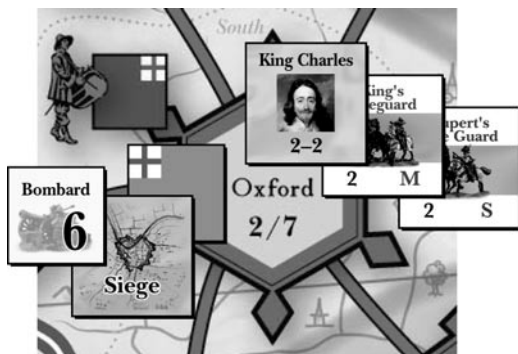 South
King Charles
2–2
King's
eguard
2 M
upert's
Guard
2 S
Oxford
2/7
Bombard
6
Siege